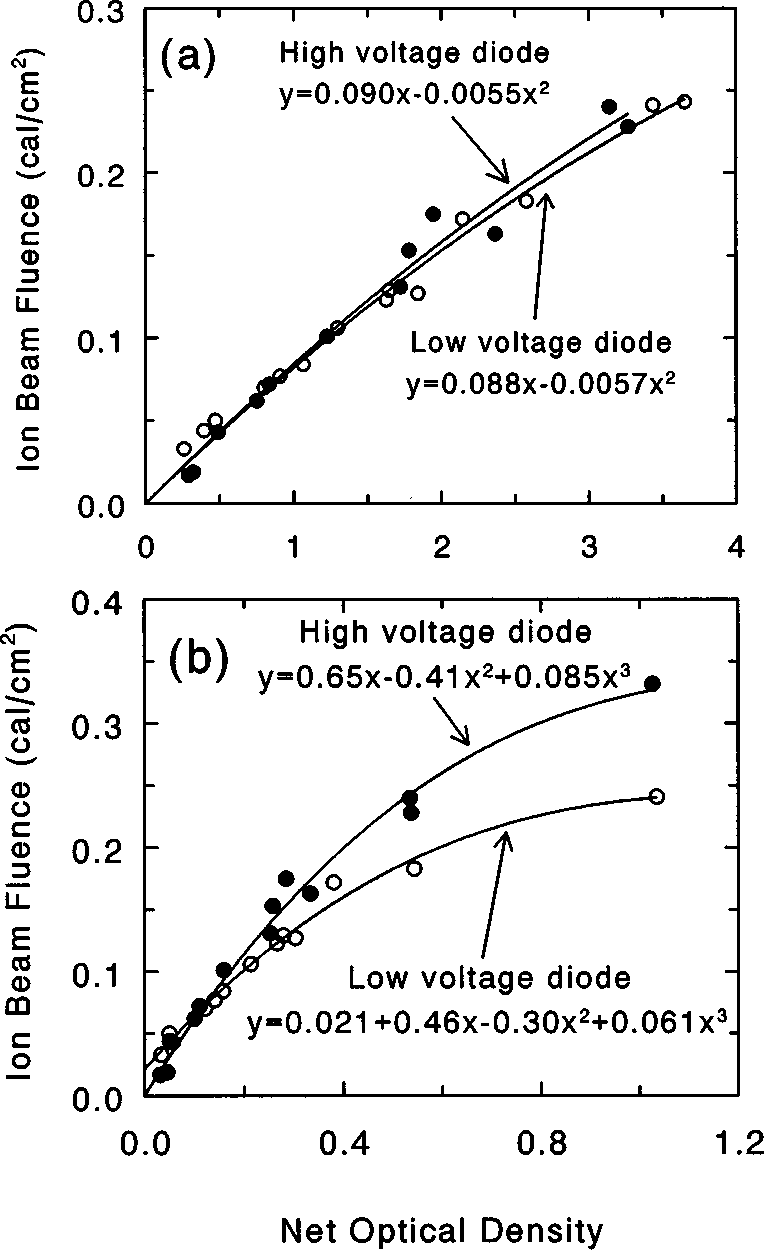 0.3
(a)
High voltage diode
y=0.090x-0.0055x²
0.2
Ion Beam Fluence (cal/cm²)
0.1
Low voltage diode
y=0.088x-0.0057x²
0.0
0 1 2 3 4
0.4
(b)
High voltage diode
y=0.65x-0.41x²+0.085x³
0.3
Ion Beam Fluence (cal/cm²)
0.2
0.1
Low voltage diode
y=0.021+0.46x-0.30x²+0.061x³
0.0
0.0 0.4 0.8 1.2
Net Optical Density